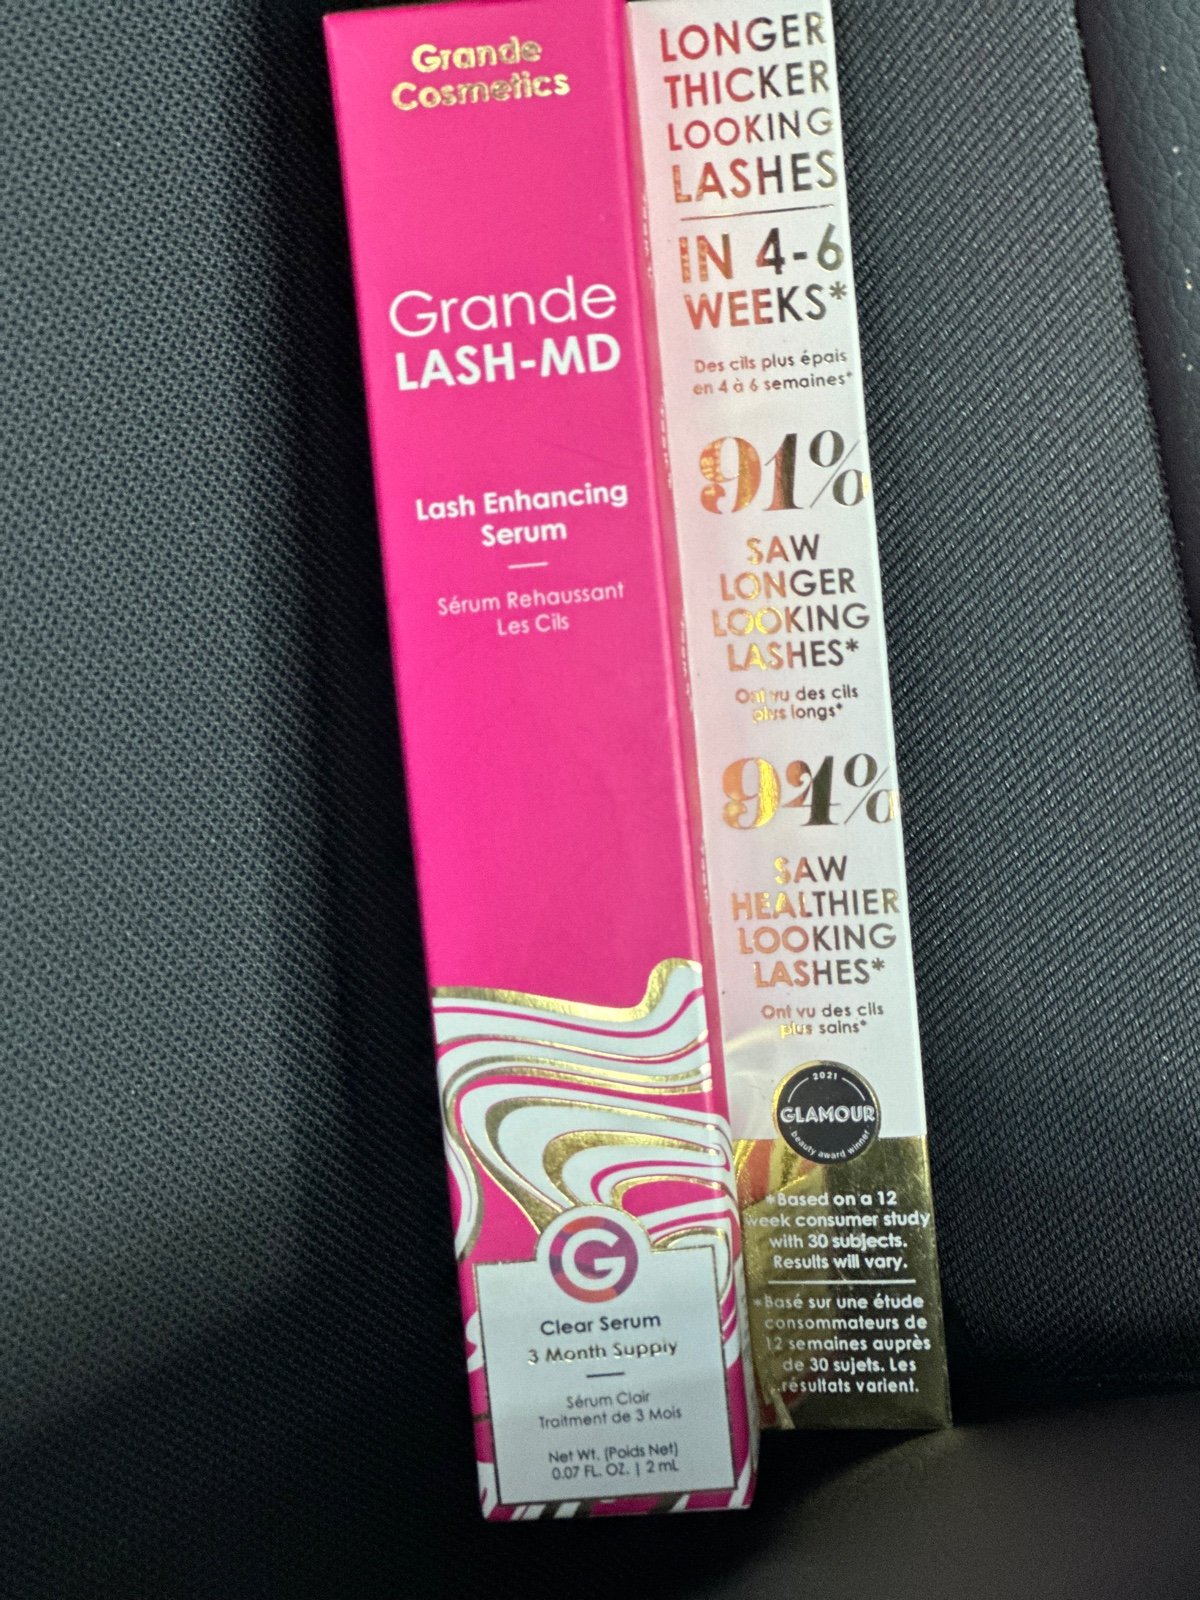 Grande
Cosmetics
Grande
LASH-MD
Lash Enhancing
Serum
Sérum Rehaussant
Les Cils
G
Clear Serum
3 Month Supply
Sérum Clair
Traitment de 3 Mois
Net Wt. (Poids Net)
0.07 FL. OZ. | 2 mL
LONGER
THICKER
LOOKING
LASHES
IN 4-6
WEEKS*
Des cils plus épais
en 4 à 6 semaines*
91%
SAW
LONGER
LOOKING
LASHES*
Ont vu des cils
plus longs*
94%
SAW
HEALTHIER
LOOKING
LASHES*
Ont vu des cils
plus sains*
2021
GLAMOUR
beauty award winner
*Based on a 12
week consumer study
with 30 subjects.
Results will vary.
*Basé sur une étude
consommateurs de
12 semaines auprès
de 30 sujets. Les
résultats varient.